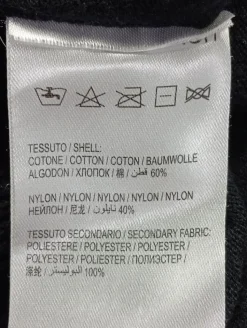 TESSUTO / SHELL:
COTONE / COTTON / COTON / BAUMWOLLE
ALGODON / ХЛОПОК / 棉 / قطن / 60%
NYLON / NYLON / NYLON / NYLON / NYLON
НЕЙЛОН / 尼龙 / نايلون / 40%
TESSUTO SECONDARIO / SECONDARY FABRIC:
POLIESTERE / POLYESTER / POLYESTER /
POLYESTER / POLIESTER / ПОЛИЭСТЕР /
涤纶 / البوليستر 100%